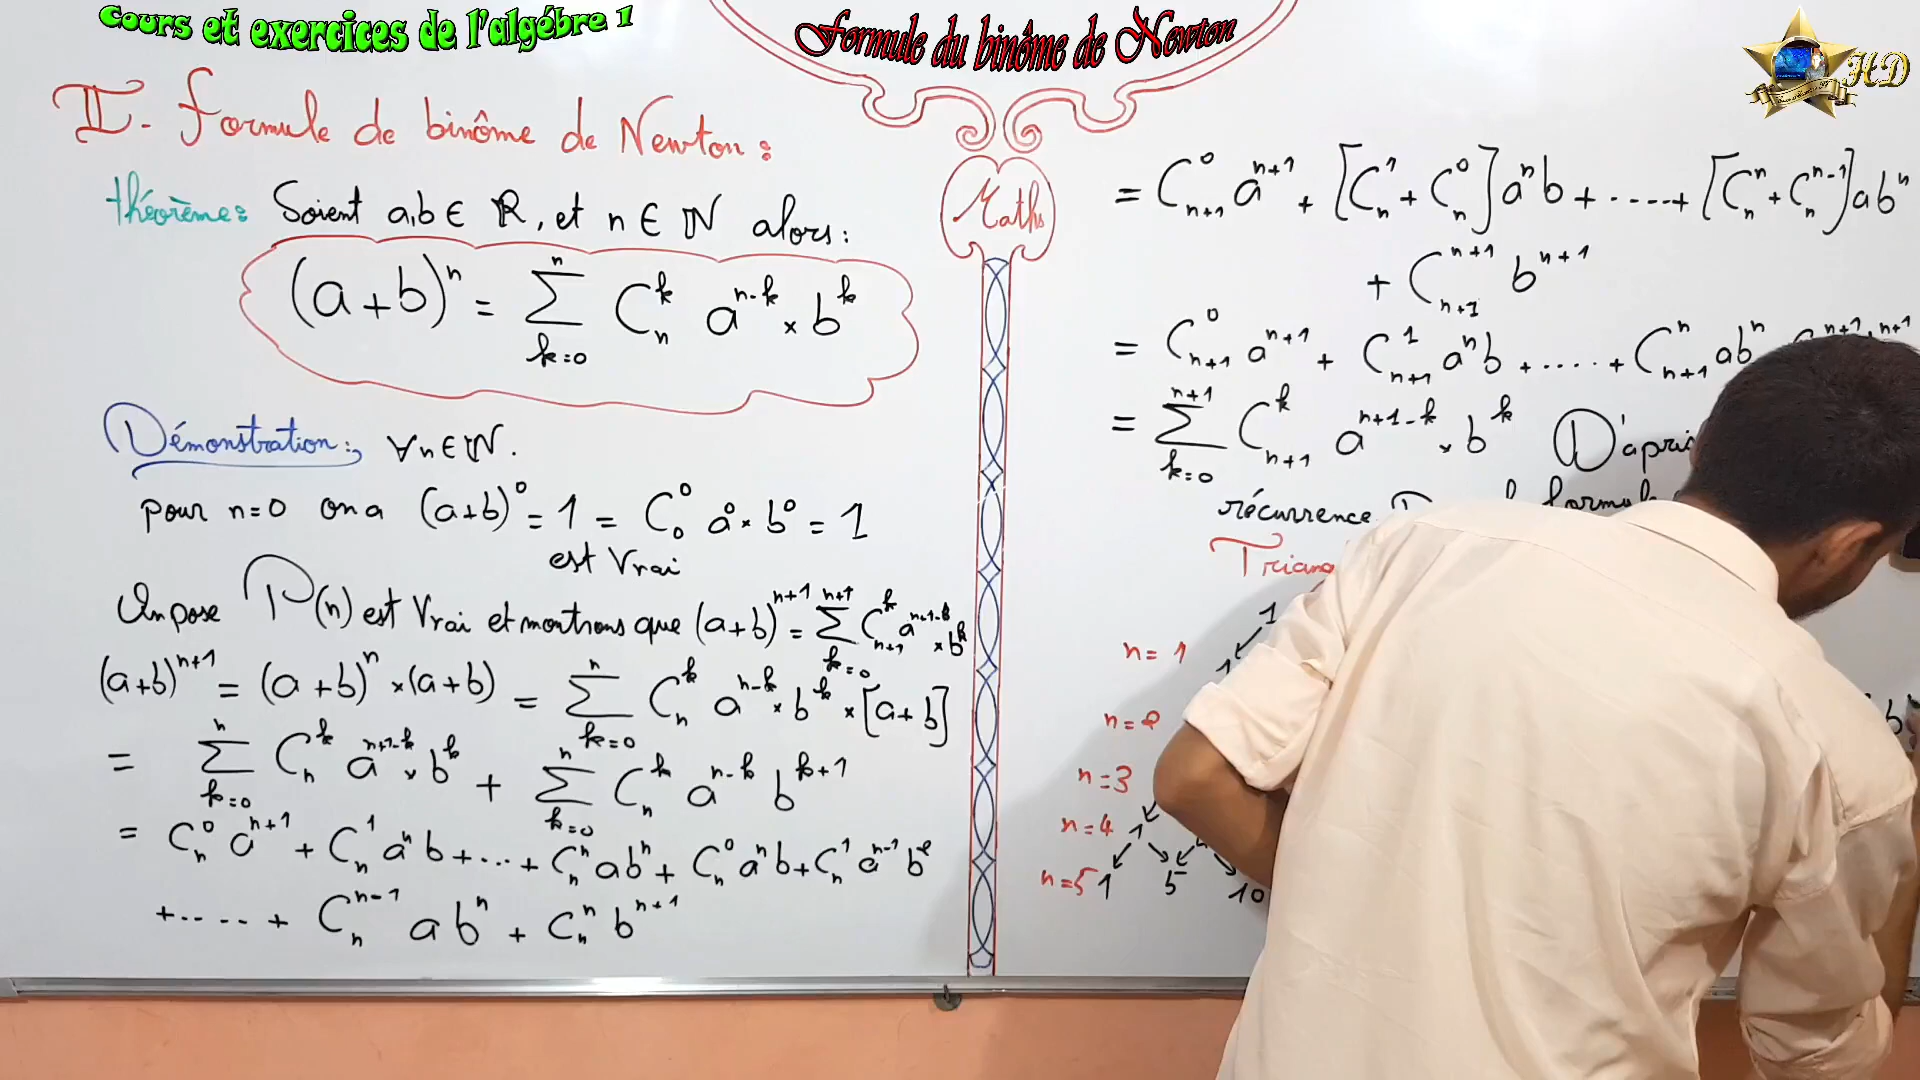 Cours et exercices de l'algébre 1
Formule du binôme de Newton
HD
II- Formule de binôme de Newton :
théorème : Soient a,b ∈ ℝ, et n ∈ ℕ alors :
(a+b)^n = ∑_{k=0}^{n} C_n^k a^{n-k} × b^k
Démonstration : ∀n∈ℕ.
pour n=0 on a (a+b)^0 = 1 = C_0^0 a^0 × b^0 = 1
est Vrai
On pose P(n) est Vrai et montrons que (a+b)^{n+1} = ∑_{k=0}^{n+1} C_{n+1}^k a^{n+1-k} × b^k
(a+b)^{n+1} = (a+b)^n × (a+b) = ∑_{k=0}^{n} C_n^k a^{n-k} × b^k × [a+b]
= ∑_{k=0}^{n} C_n^k a^{n+1-k} × b^k + ∑_{k=0}^{n} C_n^k a^{n-k} b^{k+1}
= C_n^0 a^{n+1} + C_n^1 a^n b + ... + C_n^n a b^n + C_n^0 a^n b + C_n^1 a^{n-1} b^2
+ ..... + C_n^{n-1} a b^n + C_n^n b^{n+1}
Maths
= C_{n+1}^0 a^{n+1} + [C_n^1 + C_n^0] a^n b + ..... + [C_n^n + C_n^{n-1}] a b^n
+ C_{n+1}^{n+1} b^{n+1}
= C_{n+1}^0 a^{n+1} + C_{n+1}^1 a^n b + ..... + C_{n+1}^n a b^n
= ∑_{k=0}^{n+1} C_{n+1}^k a^{n+1-k} × b^k
récurrence
1
n=1 1
n=2
n=3
n=4 1
n=5 1 5 10
b